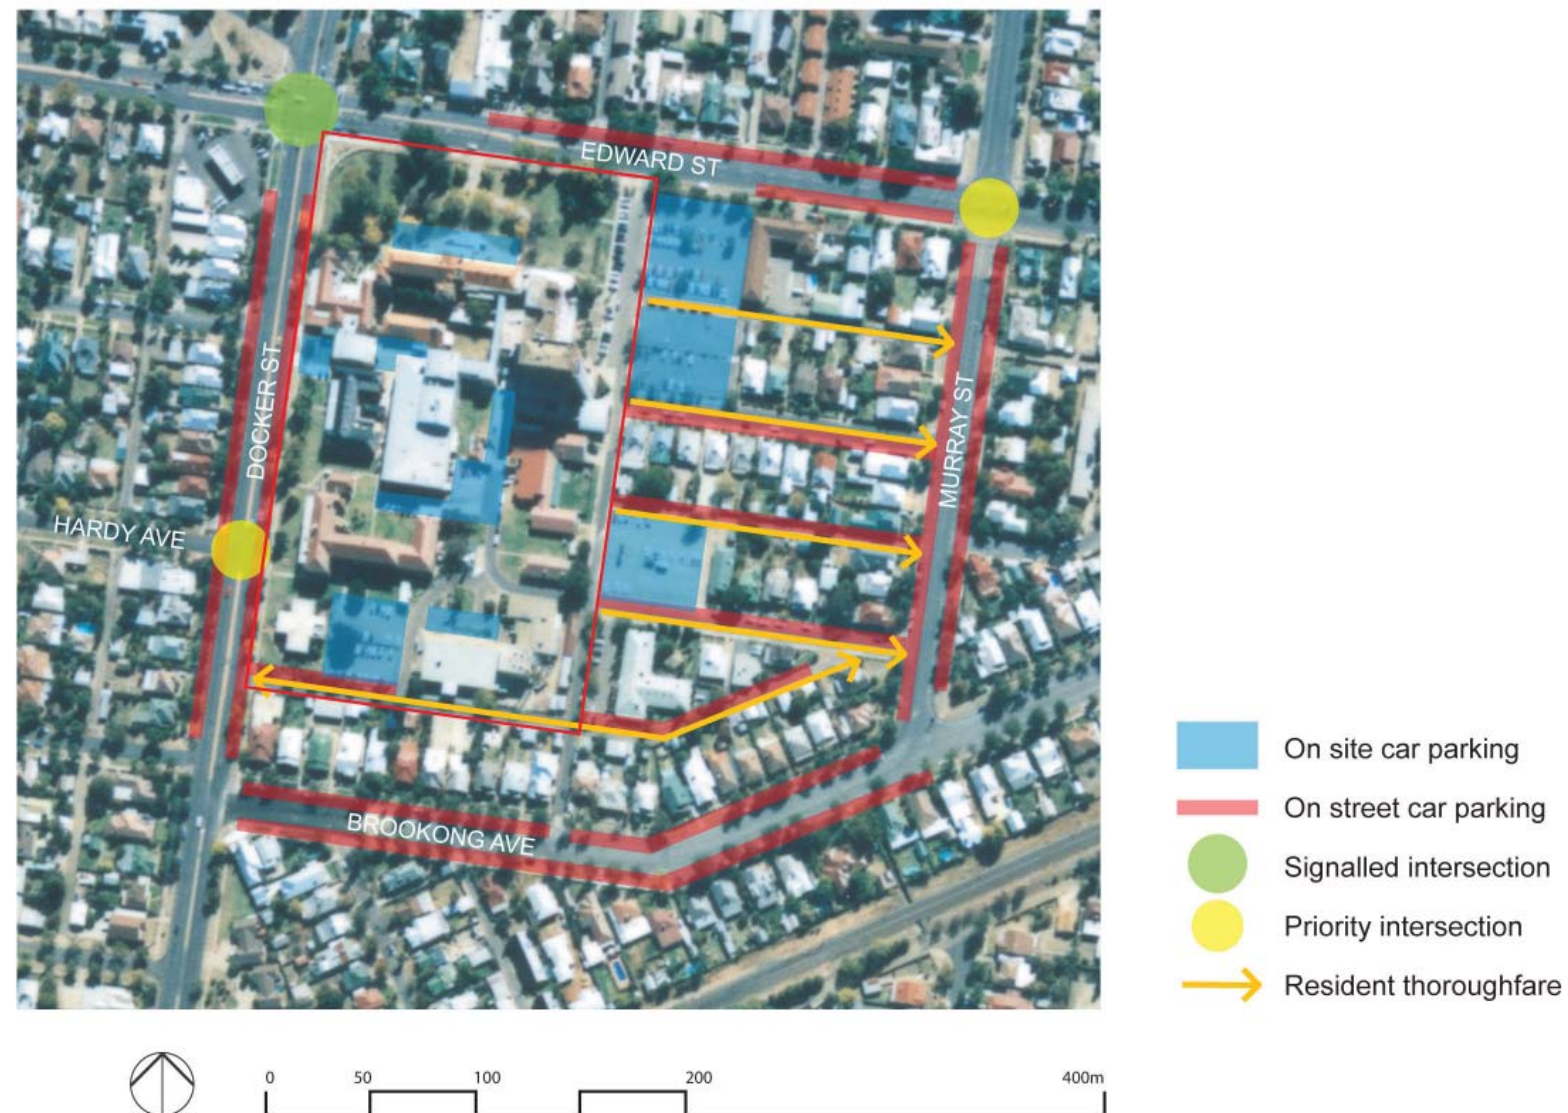 EDWARD ST
DOCKER ST
MURRAY ST
HARDY AVE
BROOKONG AVE
On site car parking
On street car parking
Signalled intersection
Priority intersection
Resident thoroughfare
0
50
100
200
400m